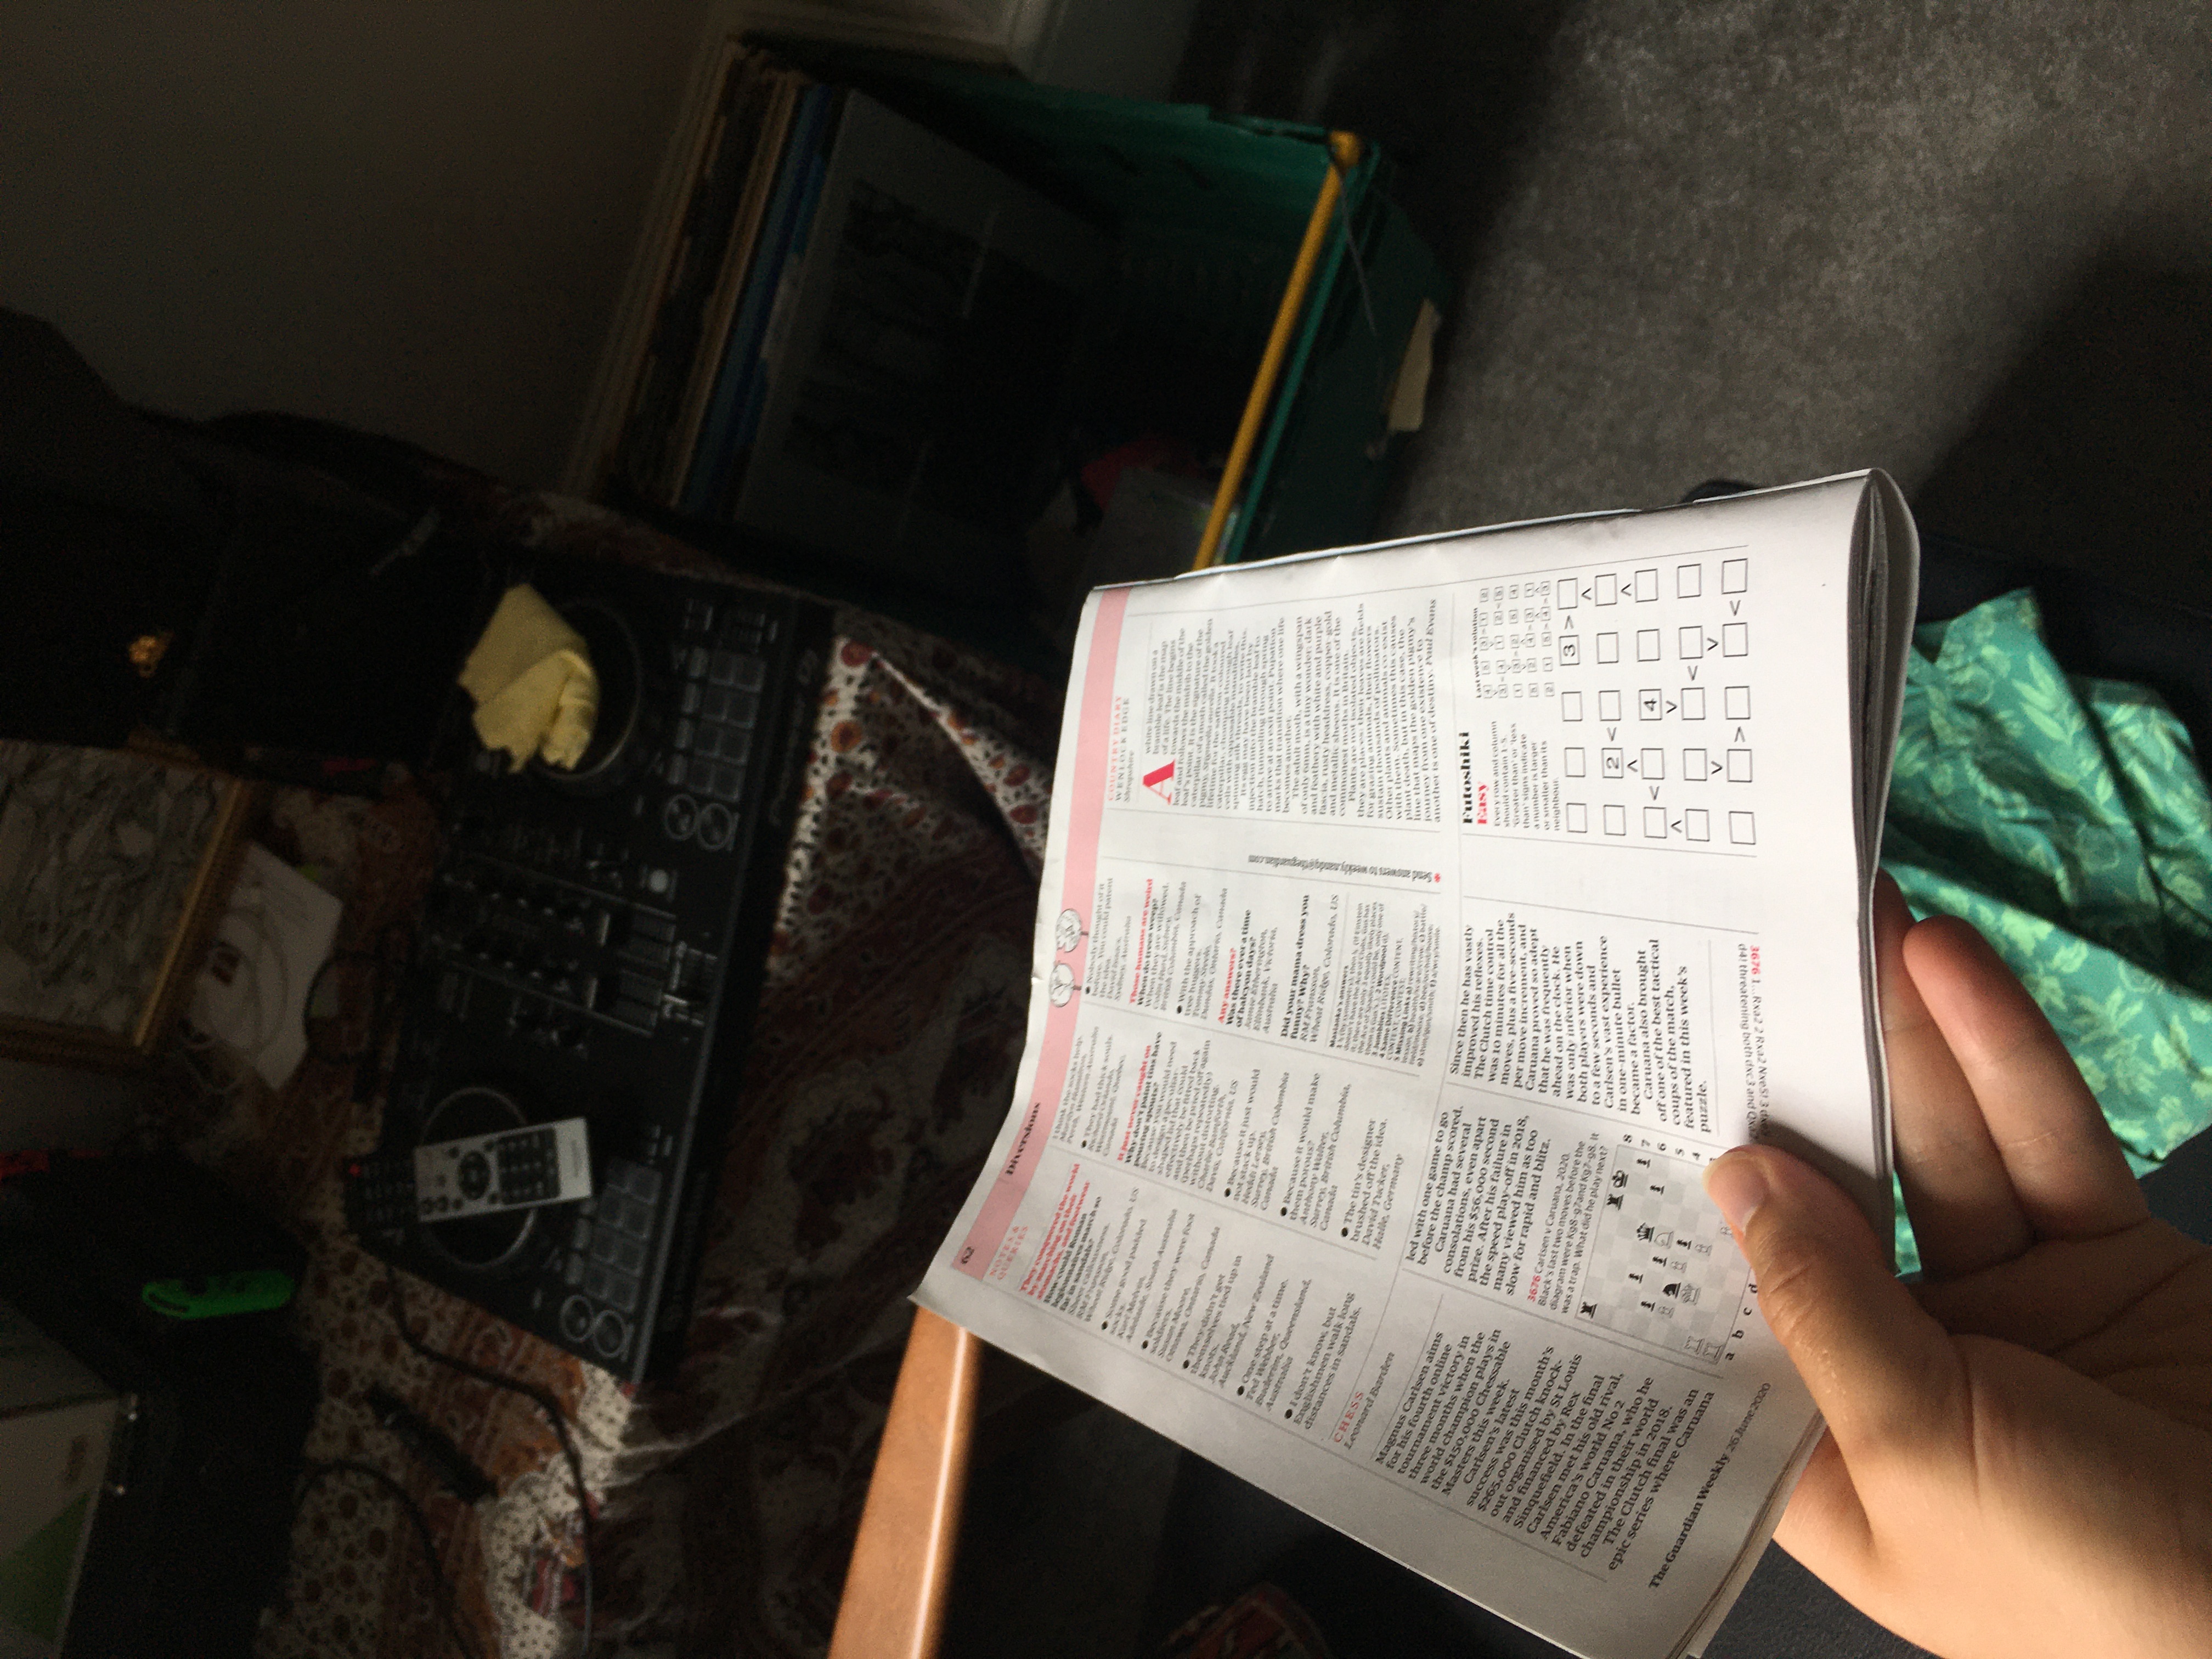 62
Diversions
NOTES &
QUERIES
They conquered the world
by marching on their
stomachs, and footwear
How could Roman
legionnaires march so
far in sandals?
Sheer callousness.
RM Fransson,
Wheat Ridge, Colorado, US
● Some good padded
socks.
Karl Melvin,
Adelaide, South Australia
● Because they were foot
soldiers.
Susan Moore,
Ottawa, Ontario, Canada
● They didn't get
themselves tied up in
knots.
John Read,
Auckland, New Zealand
● One step at a time.
Ted Webber,
Buderim, Queensland,
Australia
● I don't know, but
Englishmen walk long
distances in sandals.
I think the socks help.
Marilyn Hamilton,
Perth, Western Australia
● They had thick souls.
Richard Orlando,
Westmount, Quebec,
Canada
It just never caught on
Why don't paint tins have
pouring spouts?
Because you would need
to design a peculiar
shaped lid that could
effectively be fitted back
and then be pried off again
(perhaps repeatedly)
without distorting.
Charlie Bamforth,
Davis, California, US
● Because it just would
not stack up.
Heddi Lersey,
Surrey, British Columbia
Canada
● Because it would make
them porous?
Anthony Walter,
Surrey, British Columbia,
Canada
● The tin's designer
brushed off the idea.
David Tucker,
Halle, Germany
● Nobody thought of it
before. You could patent
the idea.
David Isaacs,
Sydney, Australia
Those humans are weird
When do trees weep?
When they are willowed.
Colin Hurd, Sidney,
British Columbia, Canada
● With the approach of
tree huggers.
Tommy Steele,
Dundas, Ontario, Canada
Any answers?
Was there ever a time
of halcyon days?
Jamie Etherington,
Ellinbank, Victoria,
Australia
Did your mama dress you
funny? Why?
RM Fransson,
Wheat Ridge, Colorado, US
Maslanka's answers
Send answers to weekly.nandq@theguardian.com
COUNTRY DIARY
WENLOCK EDGE
Shropshire
A white line drawn on a
bramble leaf is the map
of a life. The line begins
towards the middle of the
leaf and follows the midrib to the
leaf's point. It is the signature of the
caterpillar of a moth called the golden
pigmy, Stigmella aurella. It took a
lifetime for the saffron-coloured
caterpillar, chomping through leaf
cells with opposable mandibles,
spinning silk threads, to write this.
Its egg may have been laid by
injection into the bramble leaf to
hatch, tunnelling through spring
to arrive at an exit point. Pupation
marks that transition where one life
becomes another.
The adult moth, with a wingspan
of only 6mm, is a tiny wonder: dark
and feathery with white and purple
fascia, rusty headdress, copper-gold
and metallic sheens. It is one of the
commonest moths in Britain.
Plants are not isolated objects,
they are places: their leaves are fields
for grazing animals, their flowers
sustain thousands of pollinators.
Other plants and animals co-exist
with them. Sometimes this causes
plant death, but in this case, the
line that maps the golden pigmy's
journey from one existence to
another is one of destiny. Paul Evans
CHESS
Leonard Barden
Magnus Carlsen aims
for his fourth online
tournament victory in
three months when the
world champion plays in
the $150,000 Chessable
Masters this week.
Carlsen's latest
success was this month's
$265,000 Clutch knock-
out organised by St Louis
and financed by Rex
Sinquefield. In the final
Carlsen met his old rival,
America's world No 2
Fabiano Caruana, who he
defeated in their world
championship in 2018.
The Clutch final was an
epic series where Caruana
led with one game to go
before the champ scored.
Caruana had several
consolations, even apart
from his $56,000 second
prize. After his failure in
the speed play-off in 2018,
many viewed him as too
slow for rapid and blitz.
3676 Carlsen v Caruana, 2020.
Black's last two moves before the
diagram were Kg8-g7and Kg7-g8. It
was a trap. What did he play next?
8
7
6
5
4
a b c d
Since then he has vastly
improved his reflexes.
The Clutch time control
was 10 minutes for all the
moves, plus a five-seconds
per move increment, and
Caruana proved so adept
that he was frequently
ahead on the clock. He
was only inferior when
both players were down
to a few seconds and
Carlsen's vast experience
in one-minute bullet
became a factor.
Caruana also brought
off one of the best tactical
coups of the match,
featured in this week's
puzzle.
3676 1...Rxa2 2 Rxa2 Nxe5! 3 dxe5
d4! threatening both dxc3 and Qxa2
Futoshiki
Easy
Every row and column
should contain 1-5.
'Greater than' or 'less
than' signs indicate
a number is larger
or smaller than its
neighbour.
Last week's solution
3 >
2 <
< 4
<
> <
The Guardian Weekly 26 June 2020